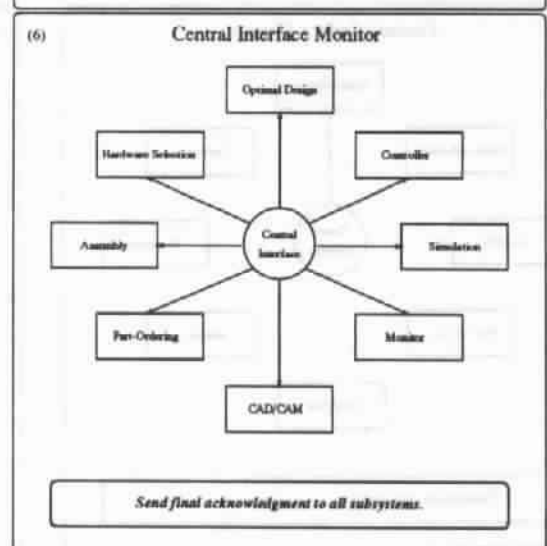 (6) Central Interface Monitor
Optimal Design
Hardware Selection
Controller
Central
Interface
Assembly
Simulation
Part-Ordering
Monitor
CAD/CAM
Send final acknowledgment to all subsystems.